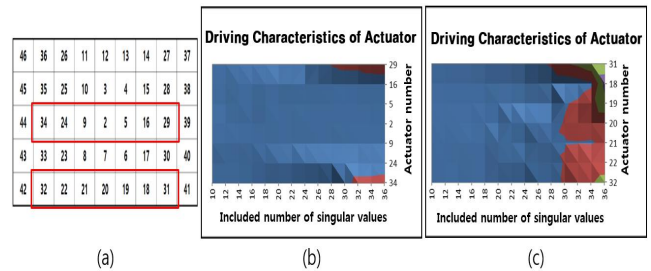 46 36 26 11 12 13 14 27 37
45 35 25 10 3 4 15 28 38
44 34 24 9 2 5 16 29 39
43 33 23 8 7 6 17 30 40
42 32 22 21 20 19 18 31 41
(a)
Driving Characteristics of Actuator
29
16
5
2
9
24
34
Actuator number
10 12 14 16 18 20 22 24 26 28 30 32 34 36
Included number of singular values
(b)
Driving Characteristics of Actuator
31
18
19
20
21
22
32
Actuator number
10 12 14 16 18 20 22 24 26 28 30 32 34 36
Included number of singular values
(c)